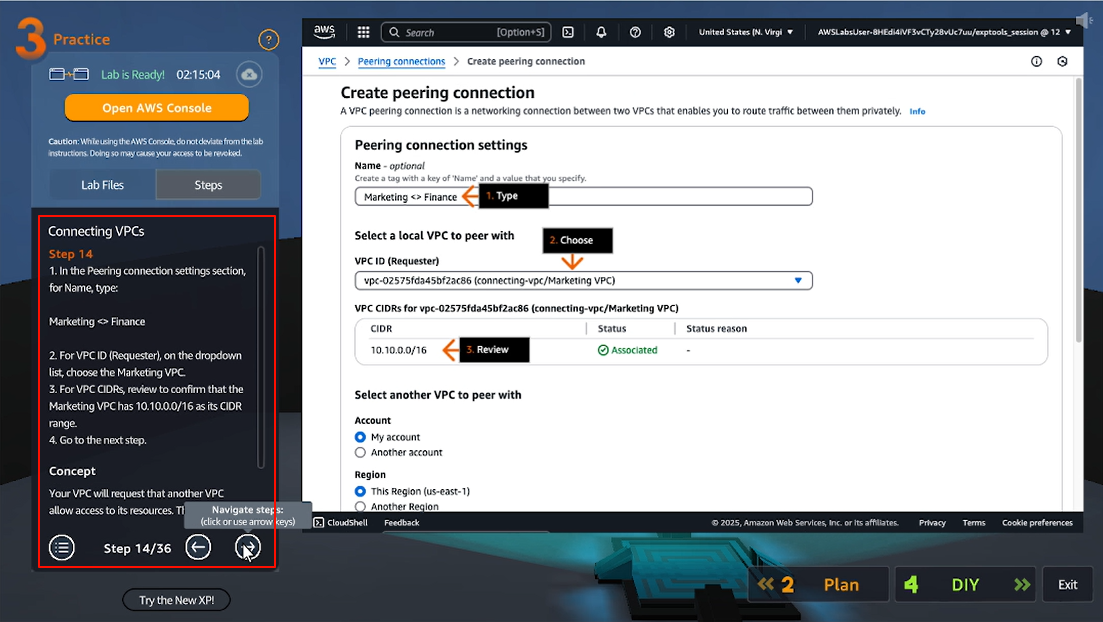 3 Practice
?
Lab is Ready! 02:15:04
Open AWS Console
Caution: While using the AWS Console, do not deviate from the lab
instructions. Doing so may cause your access to be revoked.
Lab Files
Steps
Connecting VPCs
Step 14
1. In the Peering connection settings section,
for Name, type:
Marketing <> Finance
2. For VPC ID (Requester), on the dropdown
list, choose the Marketing VPC.
3. For VPC CIDRs, review to confirm that the
Marketing VPC has 10.10.0.0/16 as its CIDR
range.
4. Go to the next step.
Concept
Your VPC will request that another VPC
allow access to its resources.
Navigate steps:
(click or use arrow keys)
Step 14/36
Try the New XP!
aws
Search
[Option+S]
United States (N. Virgi
AWSLabsUser-8HEdi4iVF3vCTy28vUc7uu/exptools_session @ 12
VPC > Peering connections > Create peering connection
Create peering connection
A VPC peering connection is a networking connection between two VPCs that enables you to route traffic between them privately. Info
Peering connection settings
Name - optional
Create a tag with a key of 'Name' and a value that you specify.
Marketing <> Finance
1. Type
Select a local VPC to peer with
2. Choose
VPC ID (Requester)
vpc-02575fda45bf2ac86 (connecting-vpc/Marketing VPC)
VPC CIDRs for vpc-02575fda45bf2ac86 (connecting-vpc/Marketing VPC)
CIDR
Status
Status reason
10.10.0.0/16
3. Review
Associated
-
Select another VPC to peer with
Account
My account
Another account
Region
This Region (us-east-1)
Another Region
CloudShell
Feedback
© 2025, Amazon Web Services, Inc. or its affiliates.
Privacy
Terms
Cookie preferences
« 2 Plan
4 DIY »
Exit